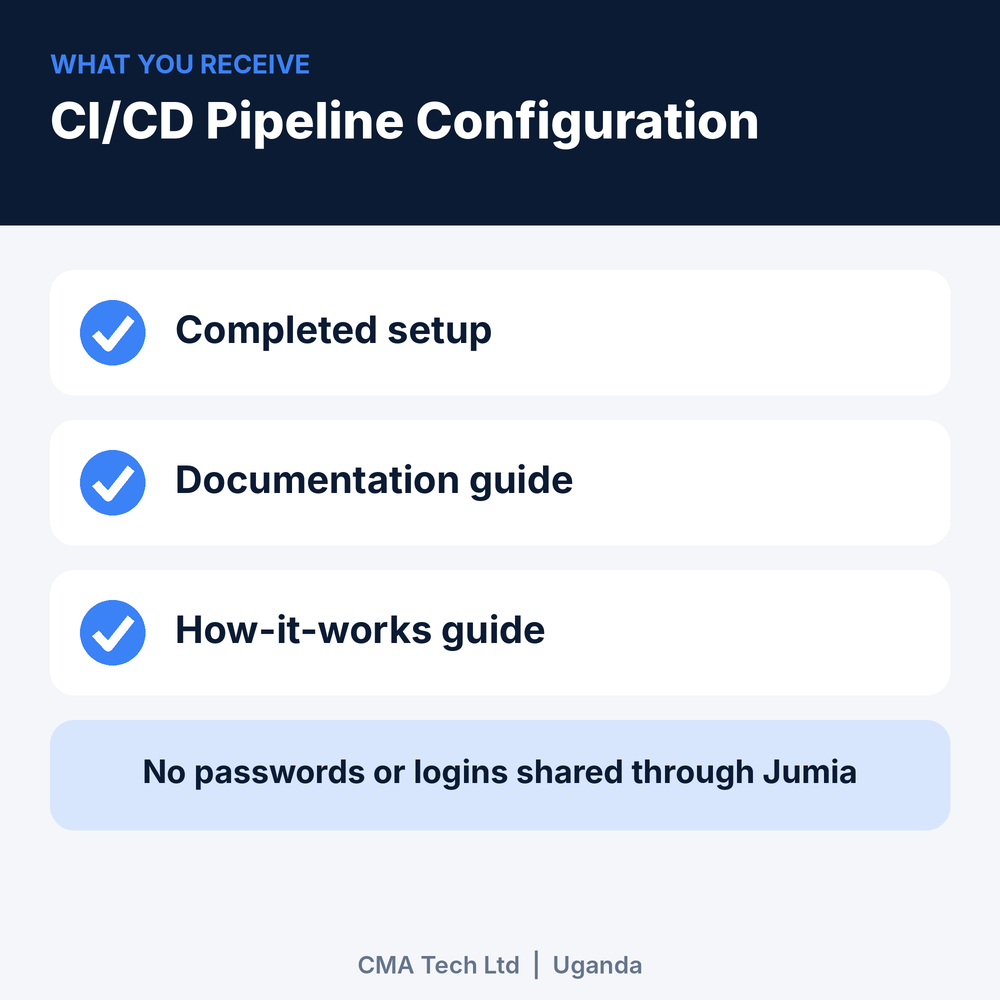 WHAT YOU RECEIVE
CI/CD Pipeline Configuration
Completed setup
Documentation guide
How-it-works guide
No passwords or logins shared through Jumia
CMA Tech Ltd | Uganda